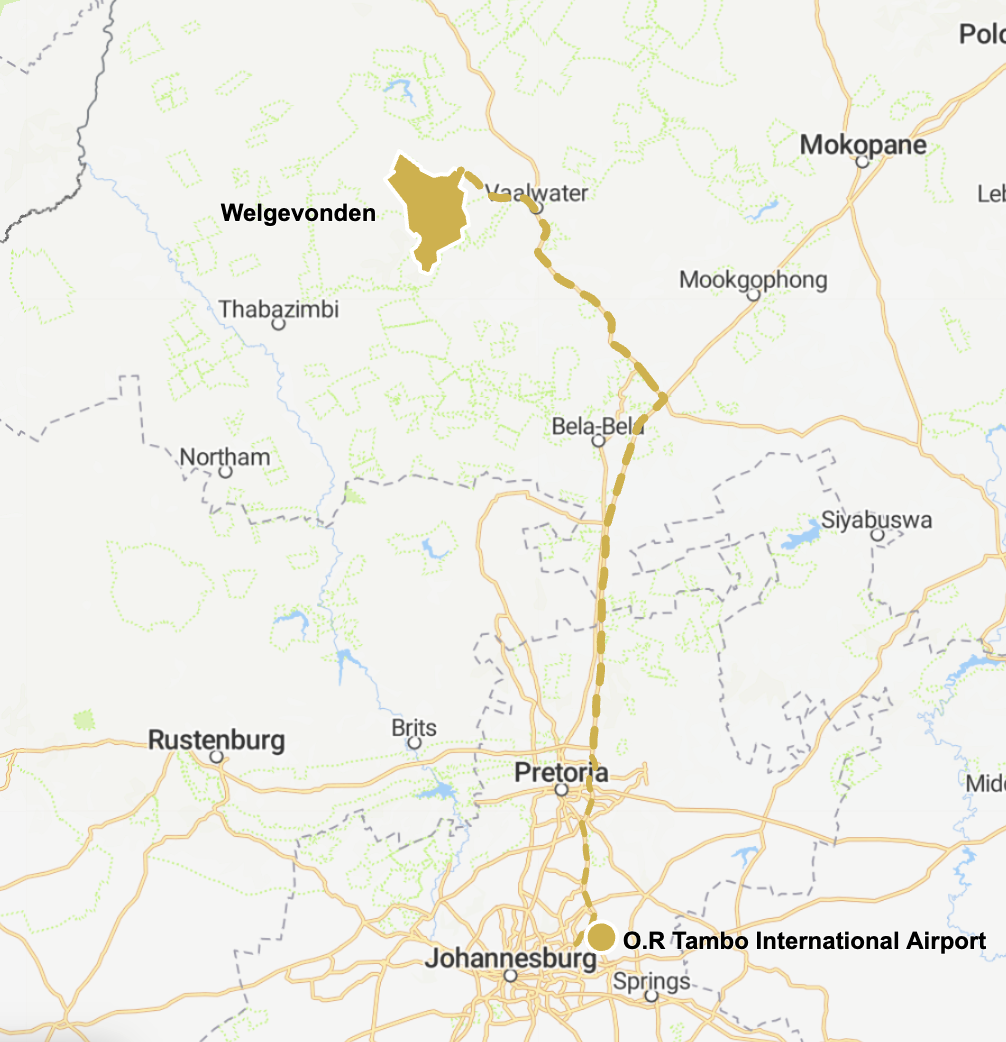 Polo
Mokopane
Vaalwater
Leb
Welgevonden
Mookgophong
Thabazimbi
Bela-Bela
Northam
Siyabuswa
Brits
Rustenburg
Pretoria
Midd
O.R Tambo International Airport
Johannesburg
Springs